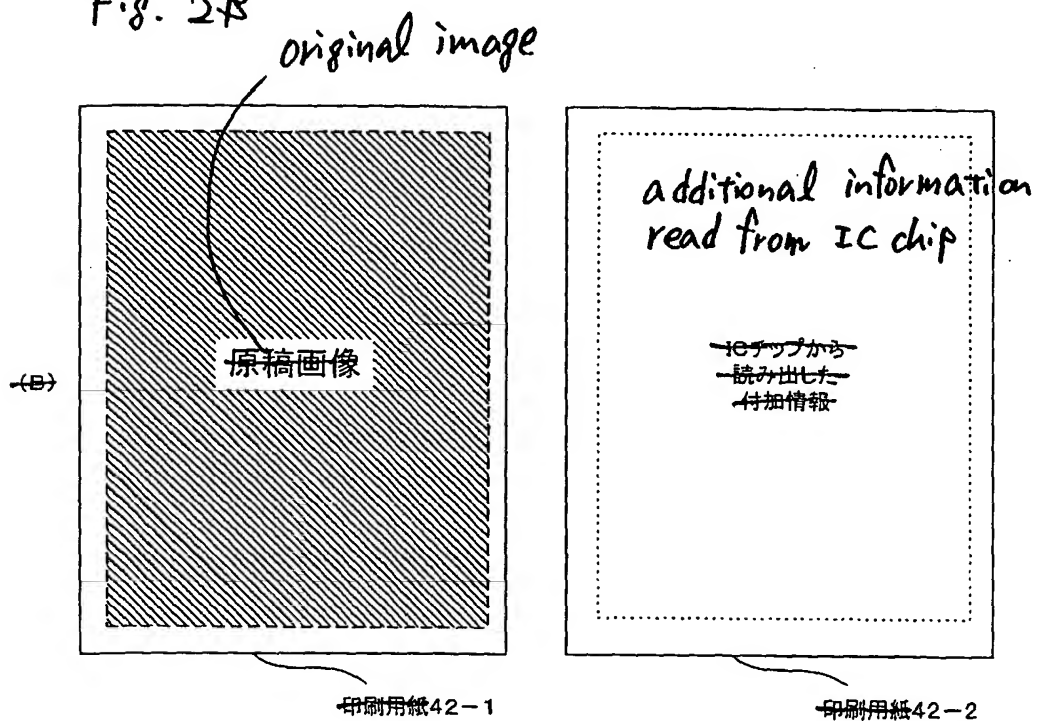 Fig. 2B
original image
additional information
read from IC chip
原稿画像
ICチップから
読み出した
付加情報
(B)
印刷用紙42-1
印刷用紙42-2